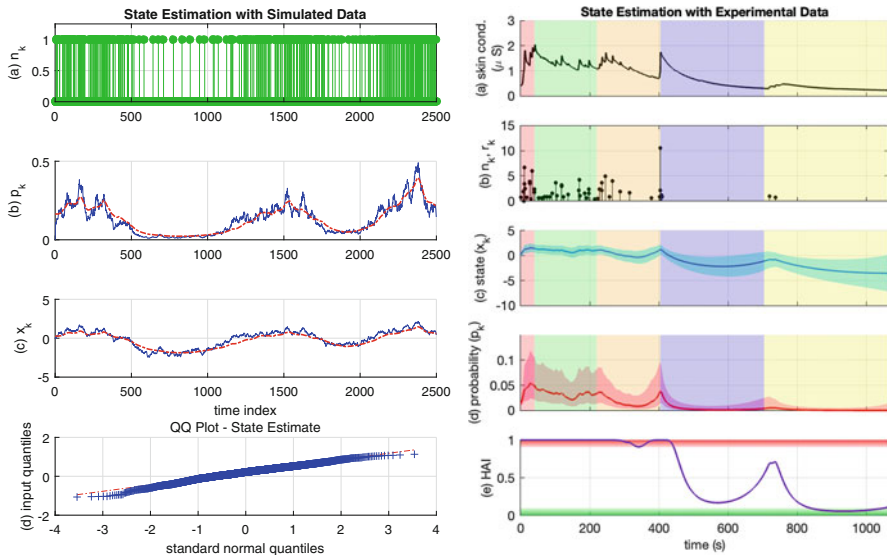 State Estimation with Simulated Data
(a) n_k
1
0.5
0
0 500 1000 1500 2000 2500
(b) p_k
0.5
0
0 500 1000 1500 2000 2500
(c) x_k
5
0
-5
0 500 1000 1500 2000 2500
time index
QQ Plot - State Estimate
(d) input quantiles
2
0
-2
-4 -3 -2 -1 0 1 2 3 4
standard normal quantiles
State Estimation with Experimental Data
(a) skin cond.
(μ S)
3
2
1
0
(b) n_k, r_k
15
10
5
0
(c) state (x_k)
5
0
-5
-10
(d) probability (p_k)
0.1
0.05
0
(e) HAI
1
0.5
0
0 200 400 600 800 1000
time (s)